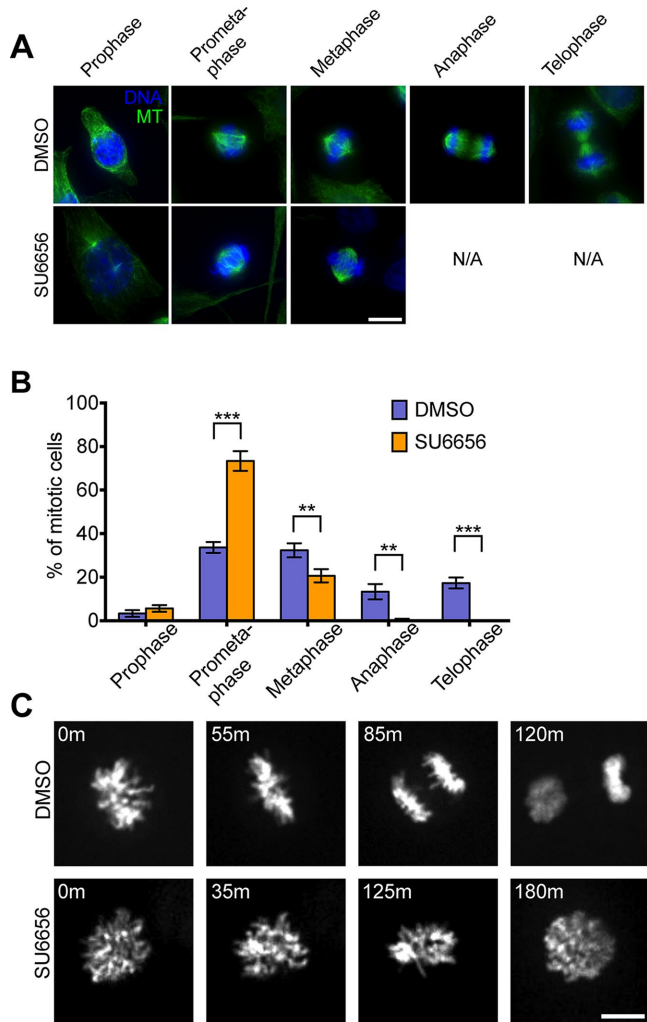 A
Prophase
Prometa-
phase
Metaphase
Anaphase
Telophase
DMSO
DNA
MT
SU6656
N/A
N/A
B
% of mitotic cells
100
80
60
40
20
0
***
**
**
***
DMSO
SU6656
Prophase
Prometa-
phase
Metaphase
Anaphase
Telophase
C
DMSO
0m
55m
85m
120m
SU6656
0m
35m
125m
180m